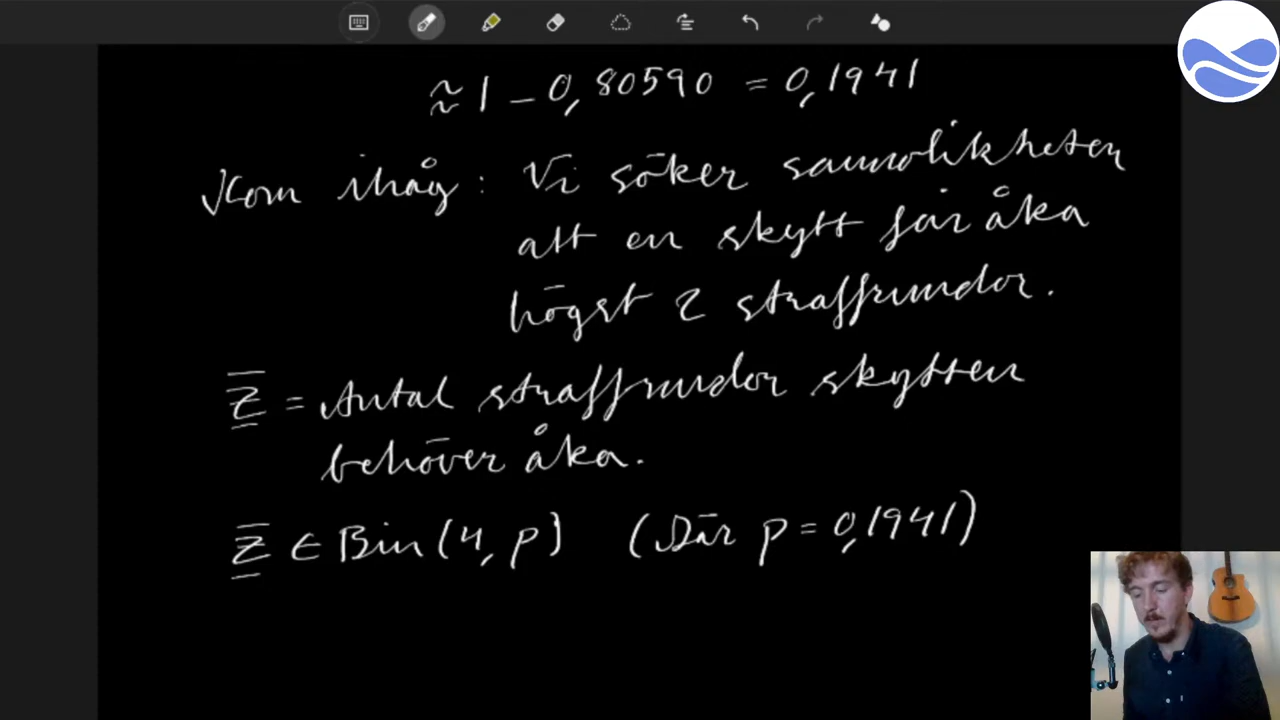 ≈ 1 - 0,80590 = 0,1941
Kom ihåg: Vi söker sannolikheten
att en skytt får åka
högst 2 straffrundor.
Z = Antal straffrundor skytten
behöver åka.
Z ∈ Bin(4, p) (Där p = 0,1941)